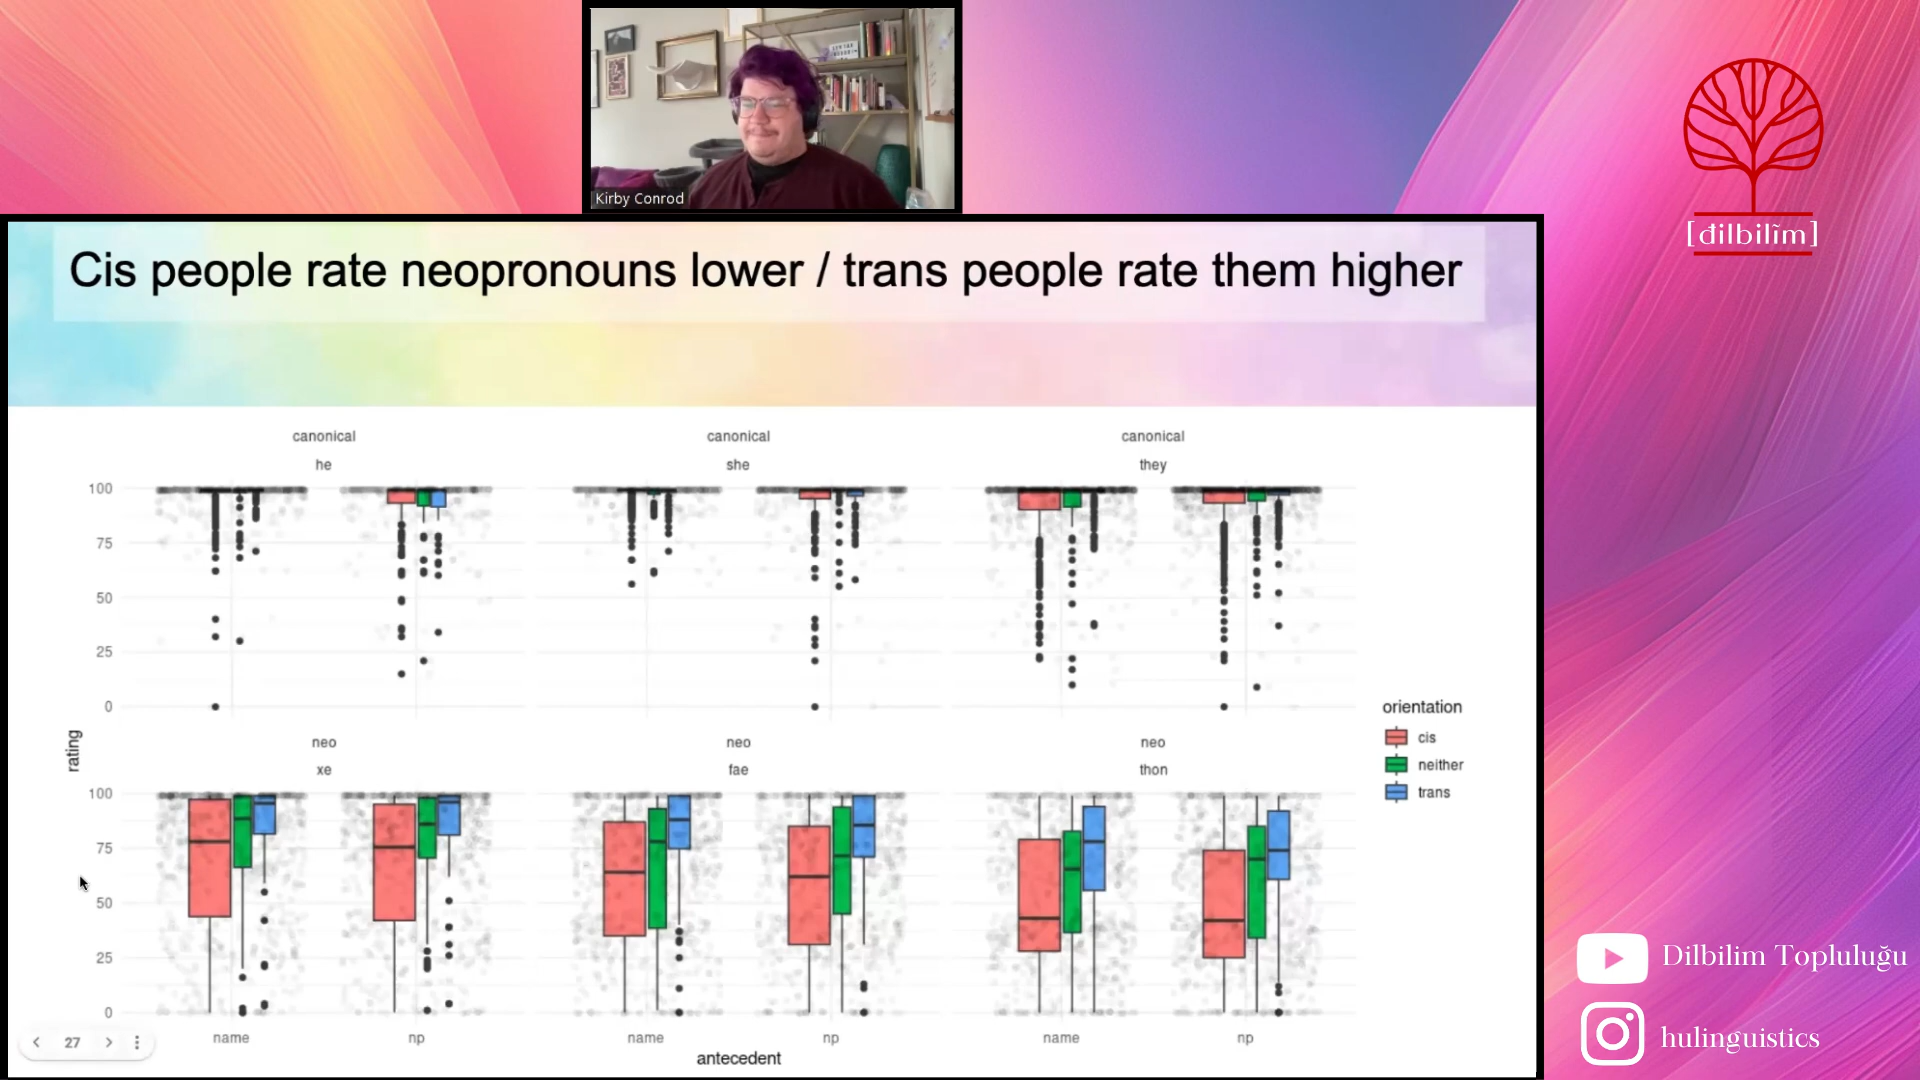 Kirby Conrod
[dilbilim]
Cis people rate neopronouns lower / trans people rate them higher
canonical
canonical
canonical
he
she
they
100
75
50
25
0
rating
neo
neo
neo
xe
fae
thon
100
75
50
25
0
name
np
name
np
name
np
antecedent
orientation
cis
neither
trans
27
Dilbilim Topluluğu
hulinguistics